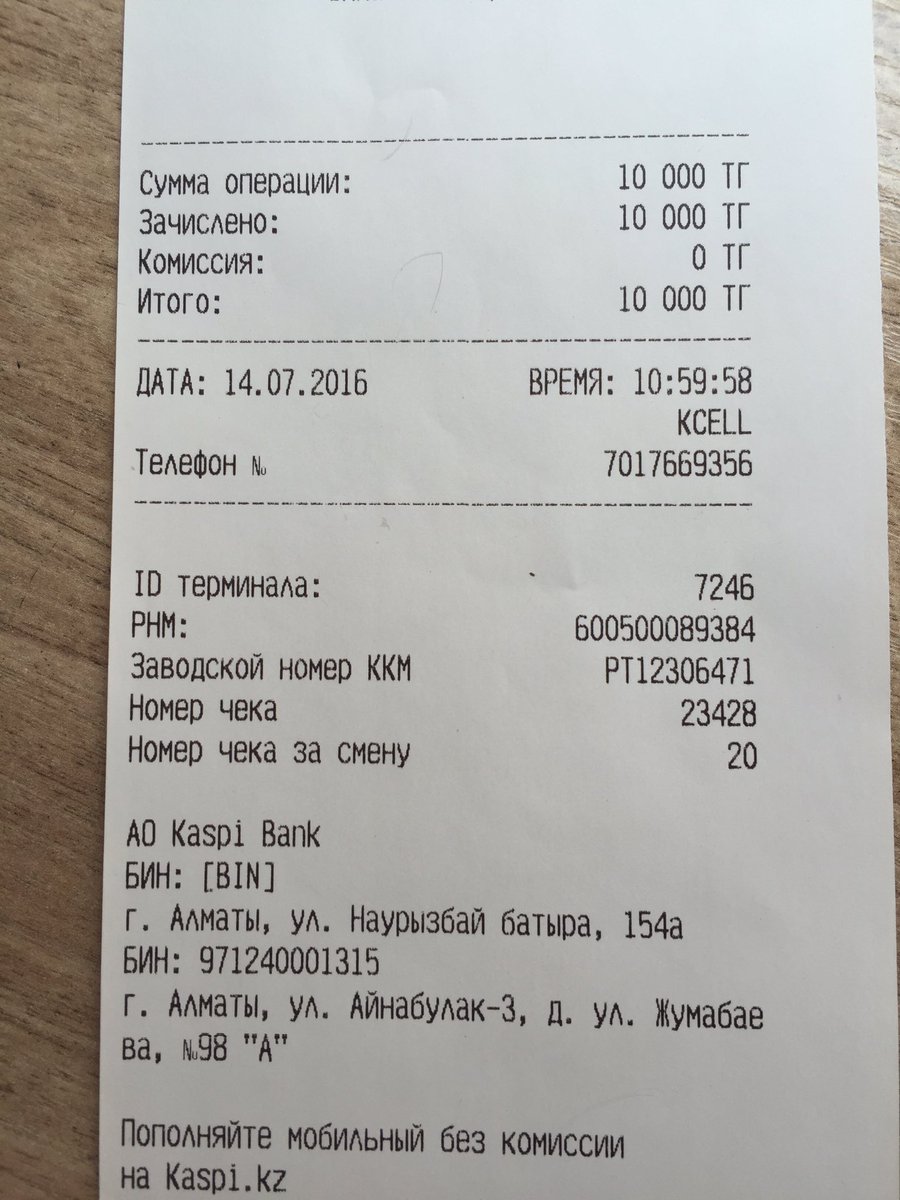 Сумма операции: 10 000 ТГ
Зачислено: 10 000 ТГ
Комиссия: 0 ТГ
Итого: 10 000 ТГ
ДАТА: 14.07.2016 ВРЕМЯ: 10:59:58
KCELL
Телефон № 7017669356
ID терминала: 7246
РНМ: 600500089384
Заводской номер ККМ РТ12306471
Номер чека 23428
Номер чека за смену 20
АО Kaspi Bank
БИН: [BIN]
г. Алматы, ул. Наурызбай батыра, 154а
БИН: 971240001315
г. Алматы, ул. Айнабулак-3, д. ул. Жумабае
ва, №98 "А"
Пополняйте мобильный без комиссии
на Kaspi.kz